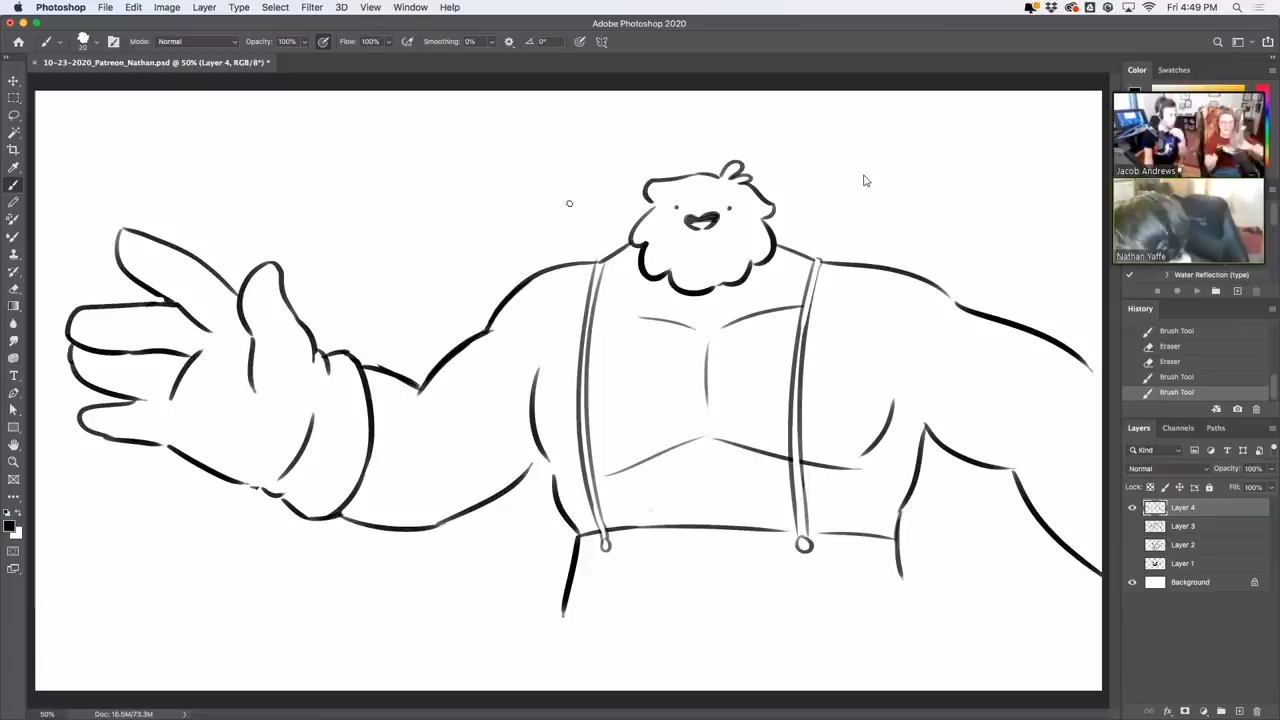 Photoshop File Edit Image Layer Type Select Filter 3D View Window Help Fri 4:49 PM
Adobe Photoshop 2020
20 Mode: Normal Opacity: 100% Flow: 100% Smoothing: 0% 0°
× 10-23-2020_Patreon_Nathan.psd @ 50% (Layer 4, RGB/8*) *
Color Swatches
Jacob Andrews
Nathan Yaffe
Water Reflection (type)
History
Brush Tool
Eraser
Eraser
Brush Tool
Brush Tool
Layers Channels Paths
Kind
Normal Opacity: 100%
Lock: Fill: 100%
Layer 4
Layer 3
Layer 2
Layer 1
Background
fx
50% Doc: 16.5M/73.3M